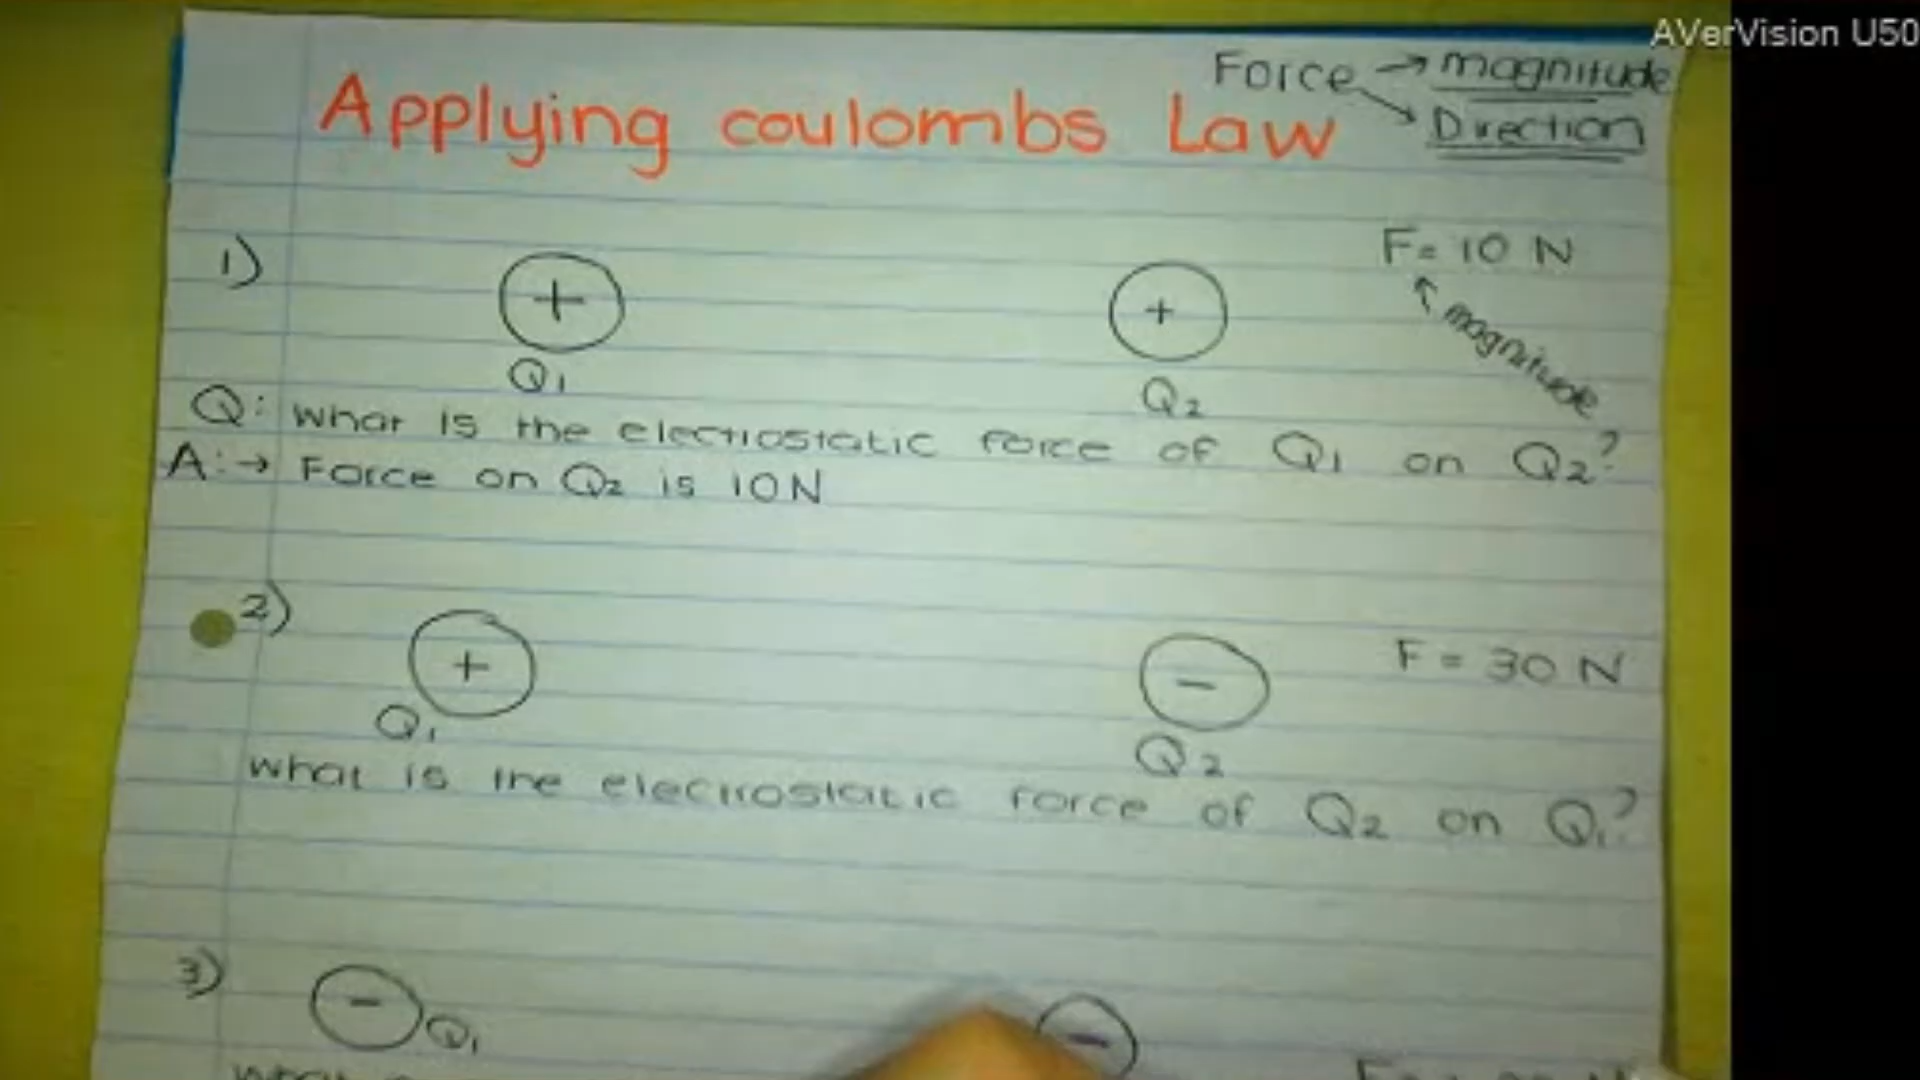 AVerVision U50
Force → magnitude
→ Direction
Applying coulombs Law
1)
+
+
F= 10 N
magnitude
Q1
Q2
Q: what is the electrostatic force of Q1 on Q2?
A: → Force on Q2 is 10N
2)
+
-
F = 30 N
Q1
Q2
what is the electrostatic force of Q2 on Q1?
3)
-
Q1
-